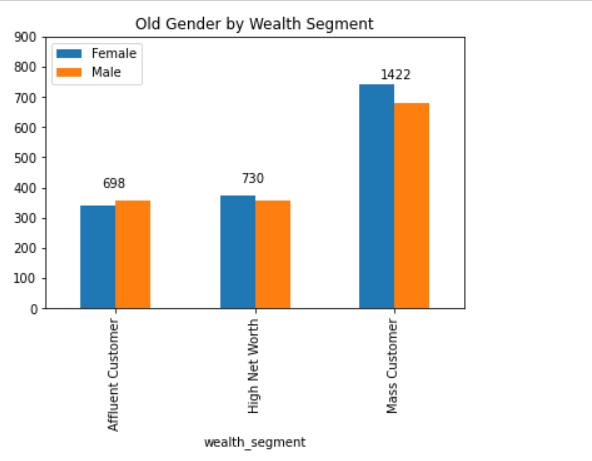 Old Gender by Wealth Segment
900
800
700
600
500
400
300
200
100
0
Female
Male
698
730
1422
Affluent Customer
High Net Worth
Mass Customer
wealth_segment